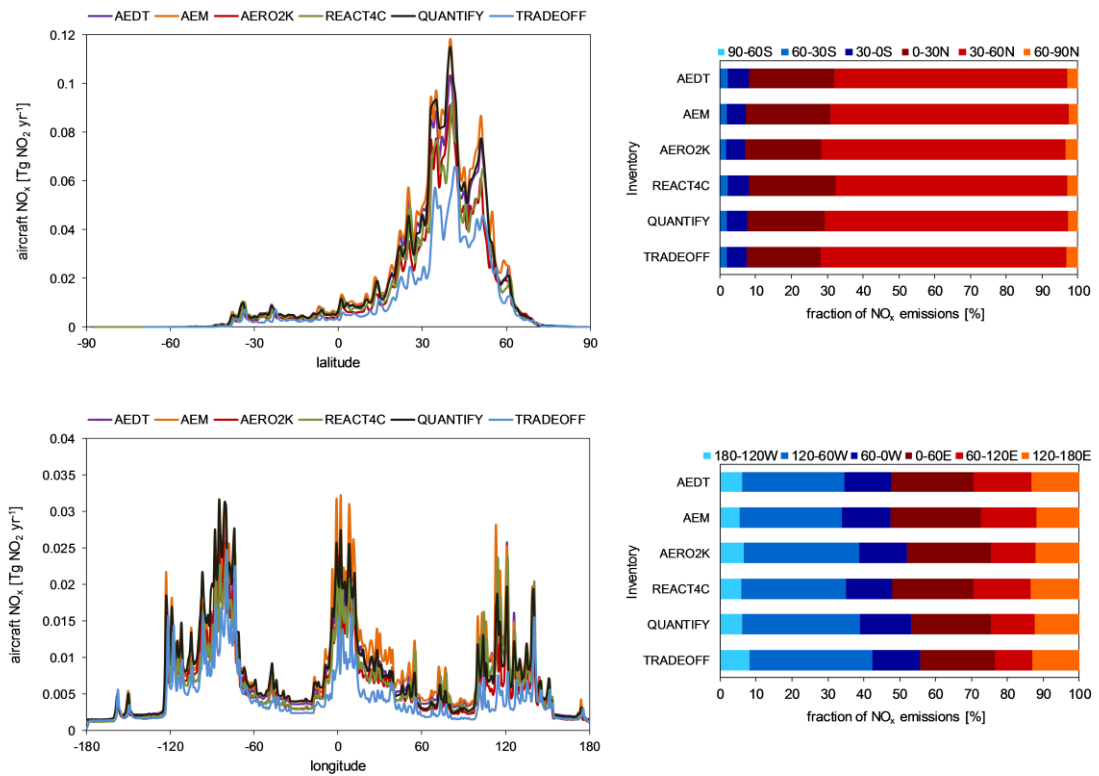 AEDT AEM AERO2K REACT4C QUANTIFY TRADEOFF
0.12
0.1
0.08
0.06
0.04
0.02
0
aircraft NOx [Tg NO2 yr-1]
-90 -60 -30 0 30 60 90
lalitude
90-60S 60-30S 30-0S 0-30N 30-60N 60-90N
AEDT
AEM
AERO2K
REACT4C
QUANTIFY
TRADEOFF
Inventory
0 10 20 30 40 50 60 70 80 90 100
fraction of NOx emissions [%]
AEDT AEM AERO2K REACT4C QUANTIFY TRADEOFF
0.04
0.035
0.03
0.025
0.02
0.015
0.01
0.005
0
aircraft NOx [Tg NO2 yr-1]
-180 -120 -60 0 60 120 180
longitude
180-120W 120-60W 60-0W 0-60E 60-120E 120-180E
AEDT
AEM
AERO2K
REACT4C
QUANTIFY
TRADEOFF
Inventory
0 10 20 30 40 50 60 70 80 90 100
fraction of NOx emissions [%]